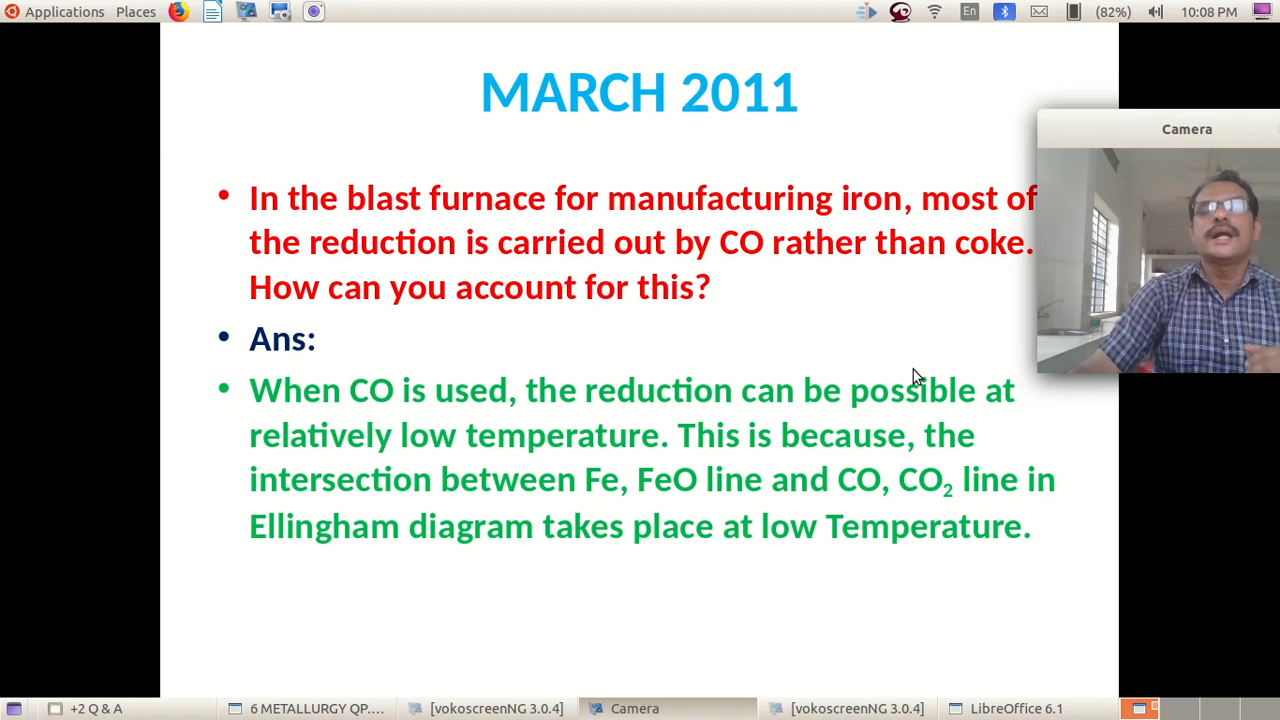 Applications Places En (82%) 10:08 PM
MARCH 2011
Camera
• In the blast furnace for manufacturing iron, most of
the reduction is carried out by CO rather than coke.
How can you account for this?
• Ans:
• When CO is used, the reduction can be possible at
relatively low temperature. This is because, the
intersection between Fe, FeO line and CO, CO₂ line in
Ellingham diagram takes place at low Temperature.
+2 Q & A 6 METALLURGY QP.... [vokoscreenNG 3.0.4] Camera [vokoscreenNG 3.0.4] LibreOffice 6.1